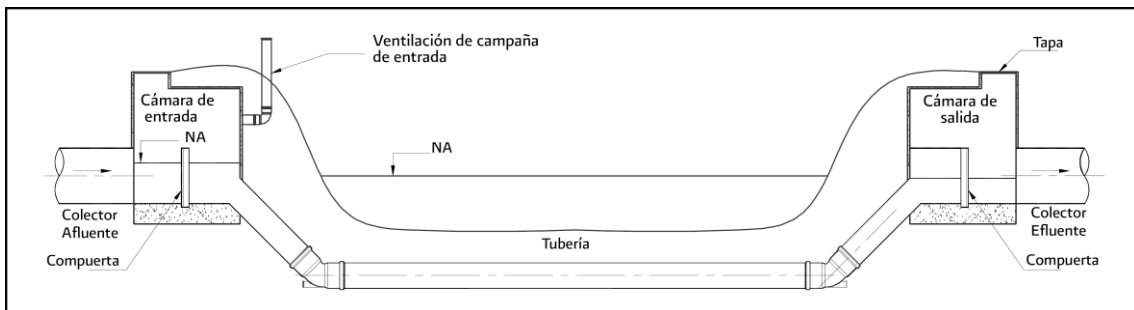 Ventilación de campaña
de entrada
Tapa
Cámara de
entrada
NA
NA
Cámara de
salida
Colector
Afluente
Compuerta
Tubería
Colector
Efluente
Compuerta